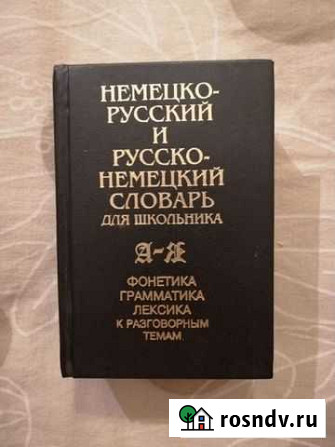 НЕМЕЦКО-
РУССКИЙ
И
РУССКО-
НЕМЕЦКИЙ
СЛОВАРЬ
ДЛЯ ШКОЛЬНИКА
А-Я
ФОНЕТИКА
ГРАММАТИКА
ЛЕКСИКА
К РАЗГОВОРНЫМ
ТЕМАМ
rosndv.ru